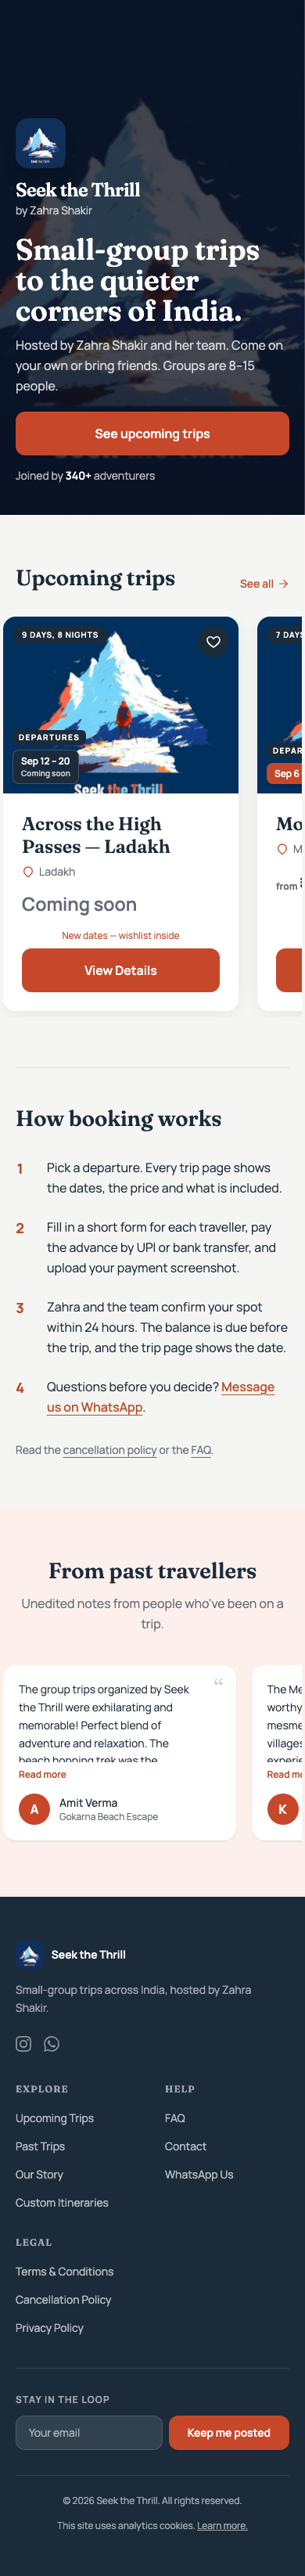 Seek the Thrill
by Zahra Shakir
Small-group trips
to the quieter
corners of India.
Hosted by Zahra Shakir and her team. Come on
your own or bring friends. Groups are 8–15
people.
See upcoming trips
Joined by 340+ adventurers
Upcoming trips
See all →
9 DAYS, 8 NIGHTS
DEPARTURES
Sep 12 – 20
Coming soon
Seek the Thrill
Across the High
Passes — Ladakh
Ladakh
Coming soon
New dates — wishlist inside
View Details
7 DAYS
Sep 6
from
How booking works
1 Pick a departure. Every trip page shows
the dates, the price and what is included.
2 Fill in a short form for each traveller, pay
the advance by UPI or bank transfer, and
upload your payment screenshot.
3 Zahra and the team confirm your spot
within 24 hours. The balance is due before
the trip, and the trip page shows the date.
4 Questions before you decide? Message
us on WhatsApp.
Read the cancellation policy or the FAQ.
From past travellers
Unedited notes from people who've been on a
trip.
“
The group trips organized by Seek
the Thrill were exhilarating and
memorable! Perfect blend of
adventure and relaxation. The
beach hopping trek was the
Read more
A
Amit Verma
Gokarna Beach Escape
The
worthy
villages
Read
K
Seek the Thrill
Small-group trips across India, hosted by Zahra
Shakir.
EXPLORE
Upcoming Trips
Past Trips
Our Story
Custom Itineraries
HELP
FAQ
Contact
WhatsApp Us
LEGAL
Terms & Conditions
Cancellation Policy
Privacy Policy
STAY IN THE LOOP
Your email
Keep me posted
© 2026 Seek the Thrill. All rights reserved.
This site uses analytics cookies. Learn more.